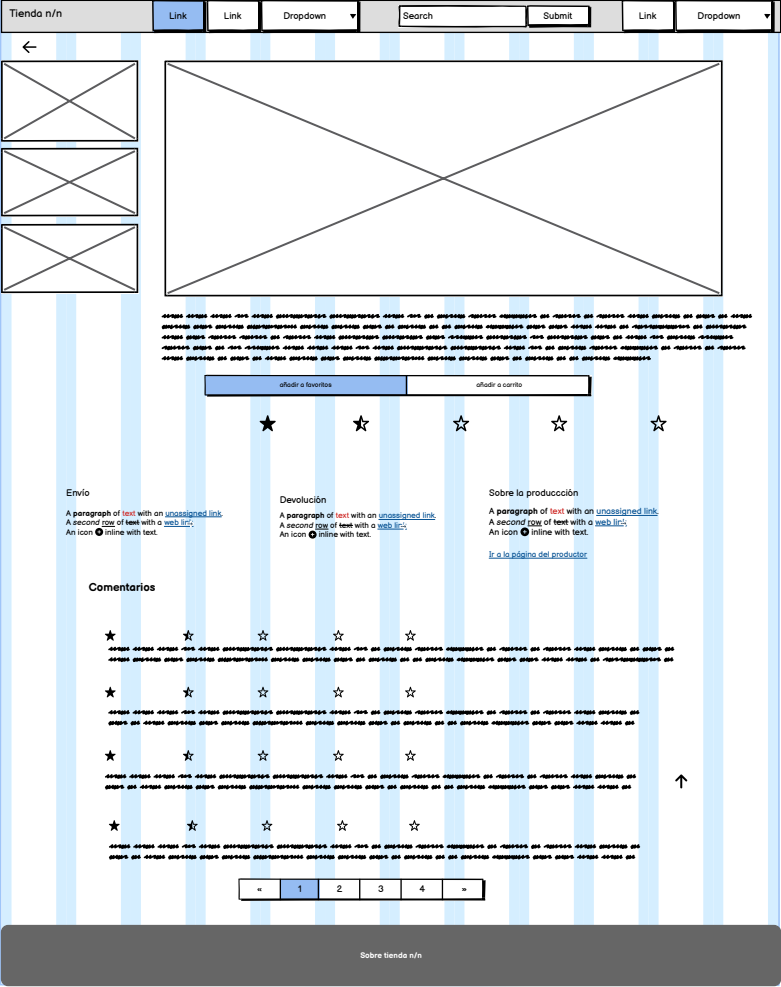 Tienda n/n
Link
Link
Dropdown
Search
Submit
Link
Dropdown
añadir a favoritos
añadir a carrito
Envío
A paragraph of text with an unassigned link.
A second row of text with a web link.
An icon inline with text.
Devolución
A paragraph of text with an unassigned link.
A second row of text with a web link.
An icon inline with text.
Sobre la produccción
A paragraph of text with an unassigned link.
A second row of text with a web link.
An icon inline with text.
Ir a la página del productor
Comentarios
« 1 2 3 4 »
Sobre tienda n/n